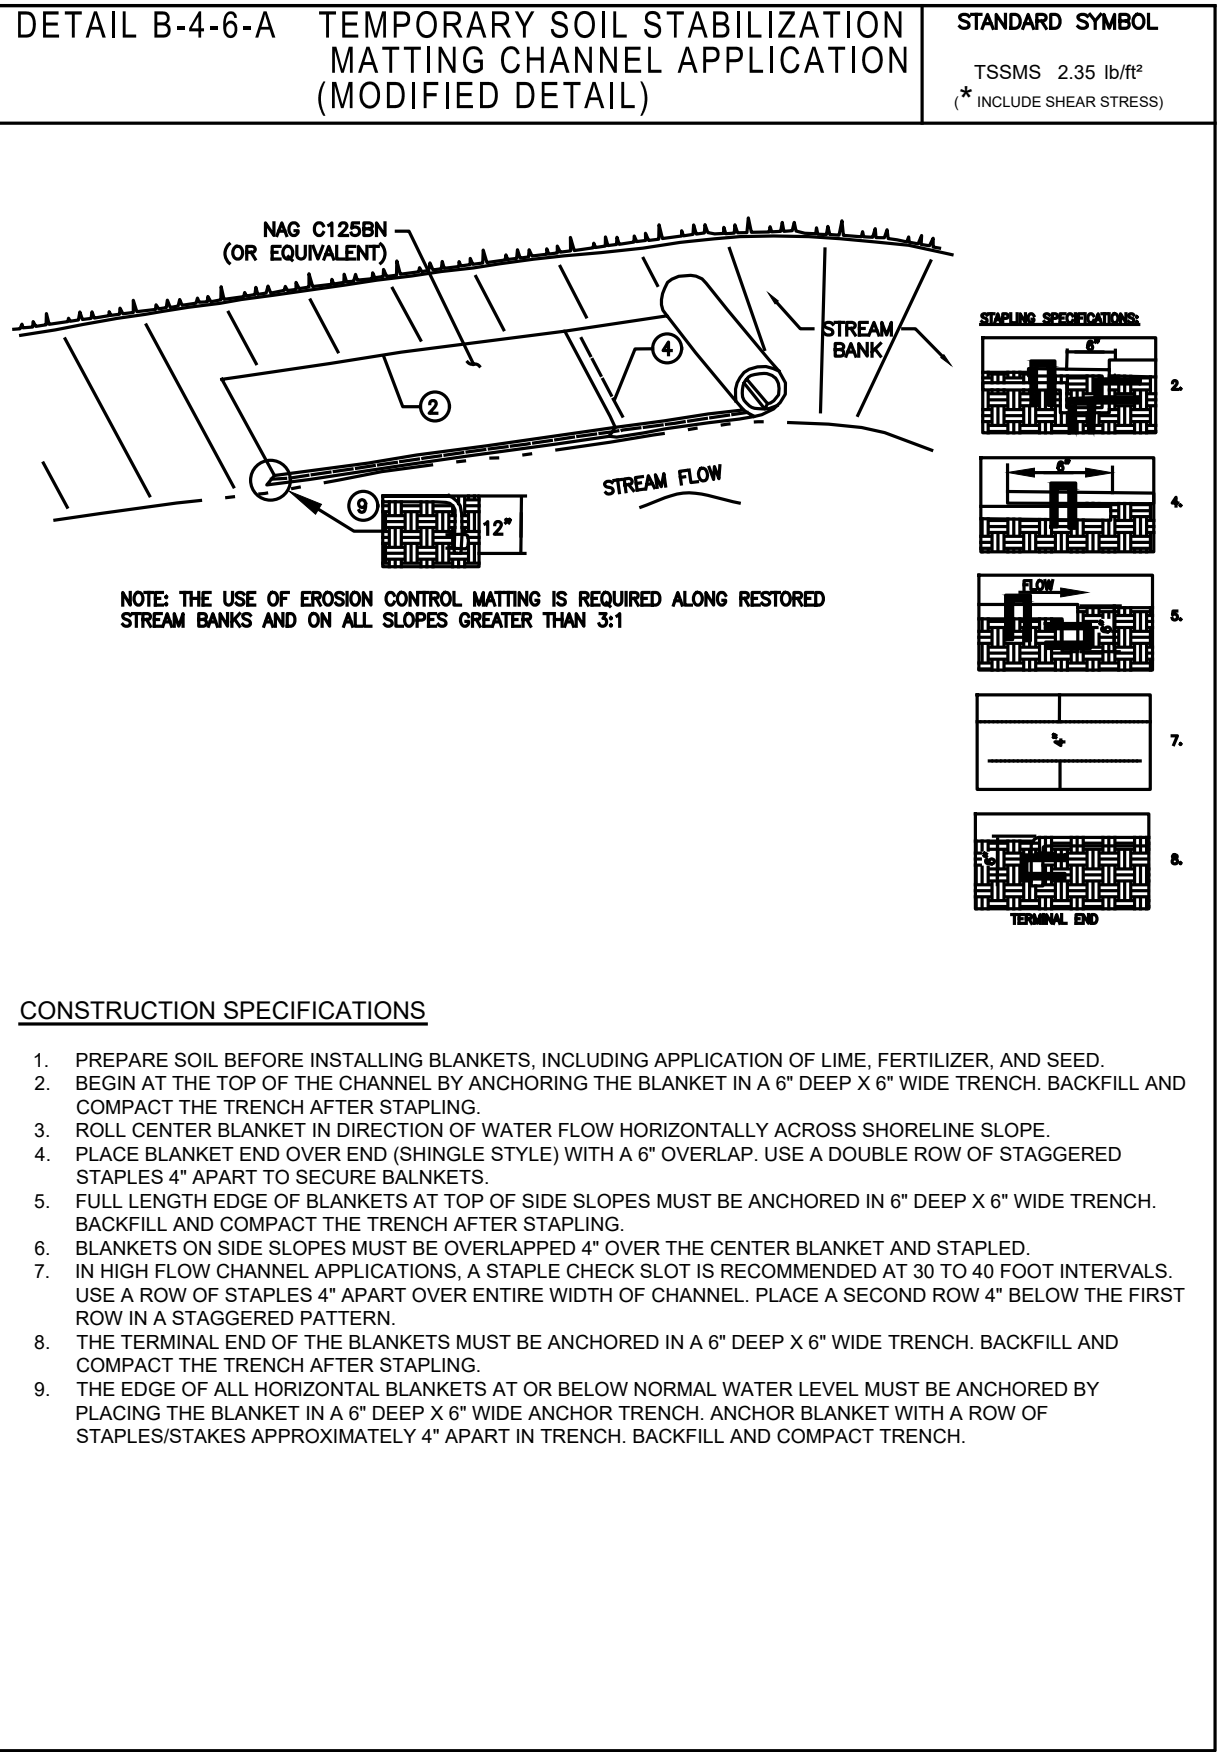 DETAIL B-4-6-A TEMPORARY SOIL STABILIZATION
MATTING CHANNEL APPLICATION
(MODIFIED DETAIL)
STANDARD SYMBOL
TSSMS 2.35 lb/ft²
(* INCLUDE SHEAR STRESS)
NAG C125BN
(OR EQUIVALENT)
STREAM
BANK
4
2
9
12"
STREAM FLOW
NOTE: THE USE OF EROSION CONTROL MATTING IS REQUIRED ALONG RESTORED
STREAM BANKS AND ON ALL SLOPES GREATER THAN 3:1
STAPLING SPECIFICATIONS:
6"
2.
6"
4.
FLOW
6"
5.
4"
7.
6"
8.
TERMINAL END
CONSTRUCTION SPECIFICATIONS
1. PREPARE SOIL BEFORE INSTALLING BLANKETS, INCLUDING APPLICATION OF LIME, FERTILIZER, AND SEED.
2. BEGIN AT THE TOP OF THE CHANNEL BY ANCHORING THE BLANKET IN A 6" DEEP X 6" WIDE TRENCH. BACKFILL AND
COMPACT THE TRENCH AFTER STAPLING.
3. ROLL CENTER BLANKET IN DIRECTION OF WATER FLOW HORIZONTALLY ACROSS SHORELINE SLOPE.
4. PLACE BLANKET END OVER END (SHINGLE STYLE) WITH A 6" OVERLAP. USE A DOUBLE ROW OF STAGGERED
STAPLES 4" APART TO SECURE BALNKETS.
5. FULL LENGTH EDGE OF BLANKETS AT TOP OF SIDE SLOPES MUST BE ANCHORED IN 6" DEEP X 6" WIDE TRENCH.
BACKFILL AND COMPACT THE TRENCH AFTER STAPLING.
6. BLANKETS ON SIDE SLOPES MUST BE OVERLAPPED 4" OVER THE CENTER BLANKET AND STAPLED.
7. IN HIGH FLOW CHANNEL APPLICATIONS, A STAPLE CHECK SLOT IS RECOMMENDED AT 30 TO 40 FOOT INTERVALS.
USE A ROW OF STAPLES 4" APART OVER ENTIRE WIDTH OF CHANNEL. PLACE A SECOND ROW 4" BELOW THE FIRST
ROW IN A STAGGERED PATTERN.
8. THE TERMINAL END OF THE BLANKETS MUST BE ANCHORED IN A 6" DEEP X 6" WIDE TRENCH. BACKFILL AND
COMPACT THE TRENCH AFTER STAPLING.
9. THE EDGE OF ALL HORIZONTAL BLANKETS AT OR BELOW NORMAL WATER LEVEL MUST BE ANCHORED BY
PLACING THE BLANKET IN A 6" DEEP X 6" WIDE ANCHOR TRENCH. ANCHOR BLANKET WITH A ROW OF
STAPLES/STAKES APPROXIMATELY 4" APART IN TRENCH. BACKFILL AND COMPACT TRENCH.